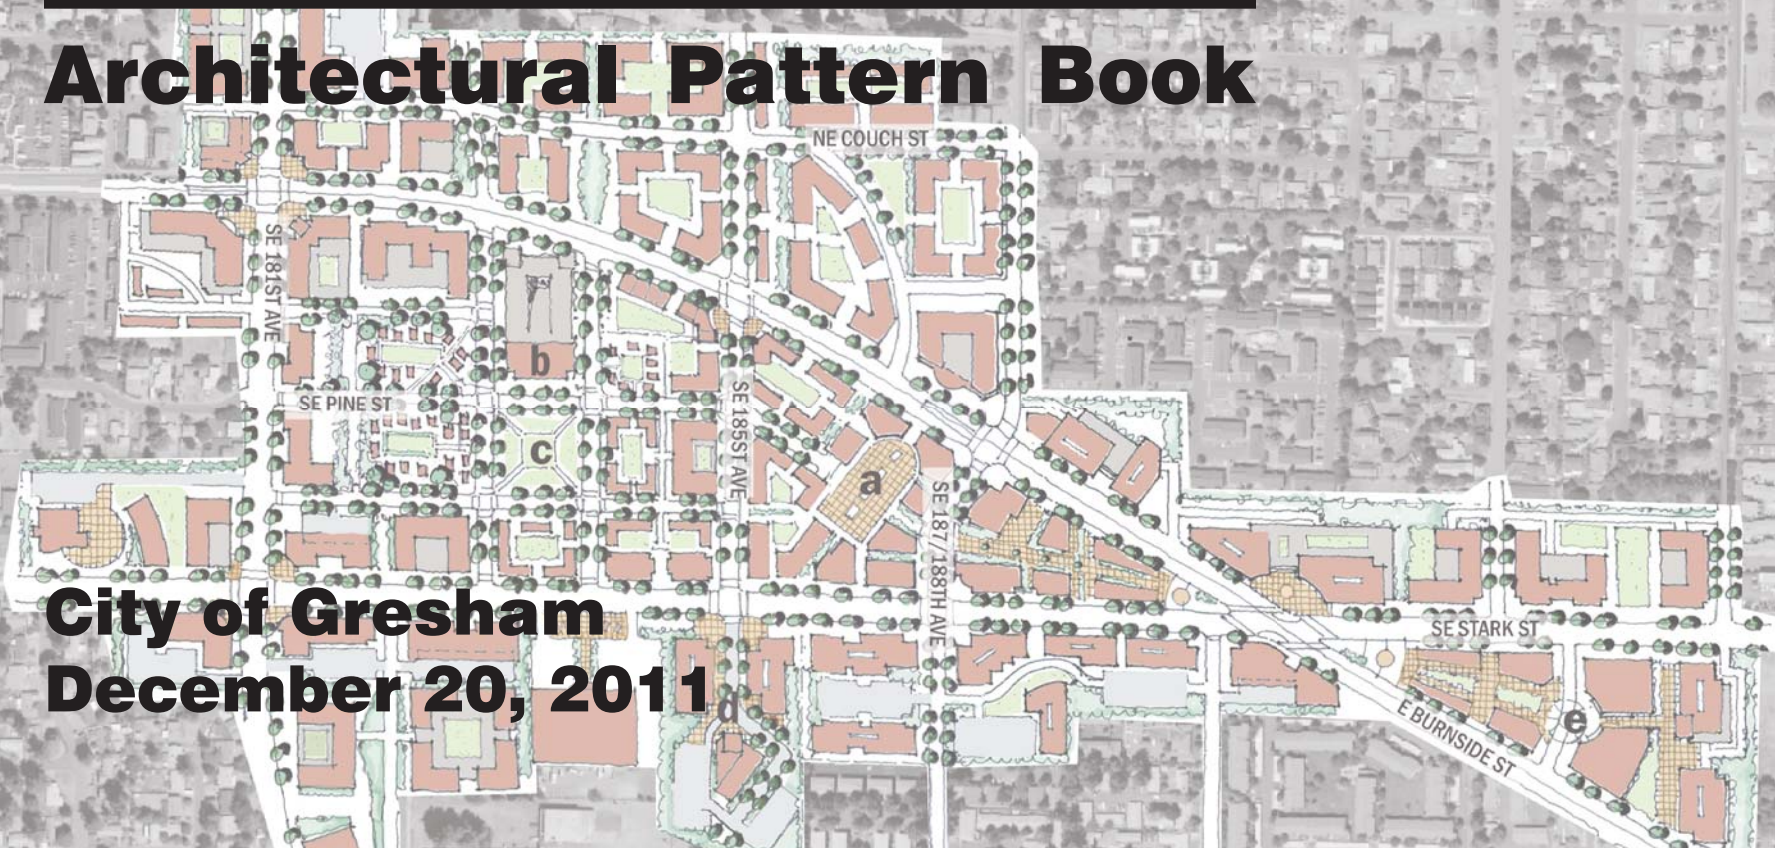 Architectural Pattern Book
NE COUCH ST
SE 181ST AVE
b
SE PINE ST
SE 185ST AVE
c
a
SE 187/188TH AVE
City of Gresham
SE STARK ST
December 20, 2011
d
E BURNSIDE ST
e